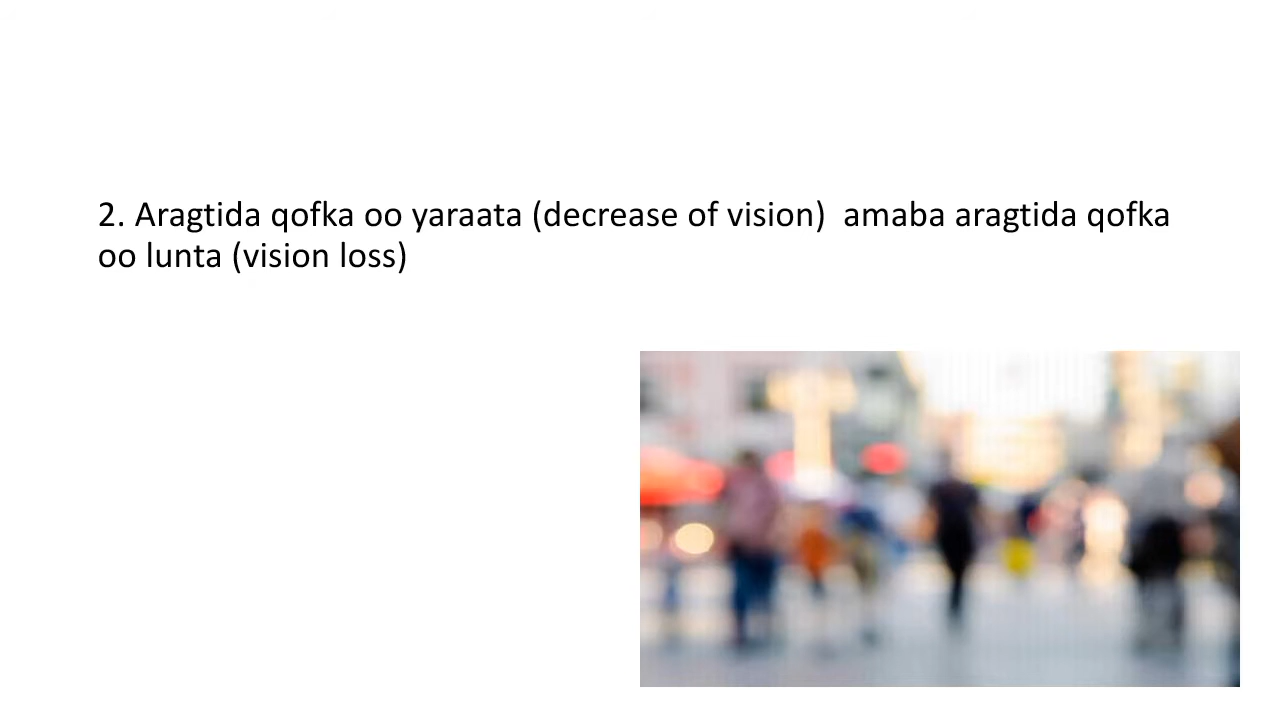 2. Aragtida qofka oo yaraata (decrease of vision)  amaba aragtida qofka
oo lunta (vision loss)